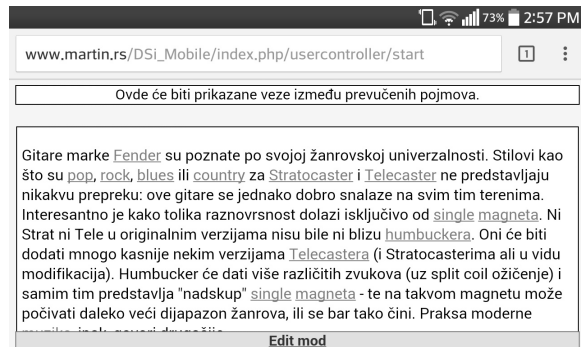 73% 2:57 PM
www.martin.rs/DSi_Mobile/index.php/usercontroller/start 1
Ovde će biti prikazane veze između prevučenih pojmova.
Gitare marke Fender su poznate po svojoj žanrovskoj univerzalnosti. Stilovi kao
što su pop, rock, blues ili country za Stratocaster i Telecaster ne predstavljaju
nikakvu prepreku: ove gitare se jednako dobro snalaze na svim tim terenima.
Interesantno je kako tolika raznovrsnost dolazi isključivo od single magneta. Ni
Strat ni Tele u originalnim verzijama nisu bile ni blizu humbuckera. Oni će biti
dodati mnogo kasnije nekim verzijama Telecastera (i Stratocasterima ali u vidu
modifikacija). Humbucker će dati više različitih zvukova (uz split coil ožičenje) i
samim tim predstavlja "nadskup" single magneta - te na takvom magnetu može
počivati daleko veći dijapazon žanrova, ili se bar tako čini. Praksa moderne
muzike, ipak, govori drugačije.
Edit mod